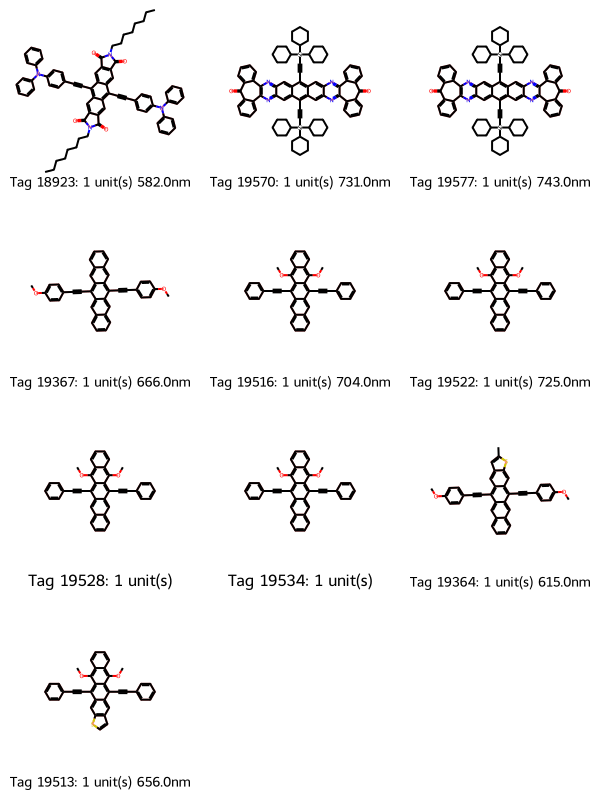 Tag 18923: 1 unit(s) 582.0nm
Tag 19570: 1 unit(s) 731.0nm
Tag 19577: 1 unit(s) 743.0nm
Tag 19367: 1 unit(s) 666.0nm
Tag 19516: 1 unit(s) 704.0nm
Tag 19522: 1 unit(s) 725.0nm
Tag 19528: 1 unit(s)
Tag 19534: 1 unit(s)
Tag 19364: 1 unit(s) 615.0nm
Tag 19513: 1 unit(s) 656.0nm